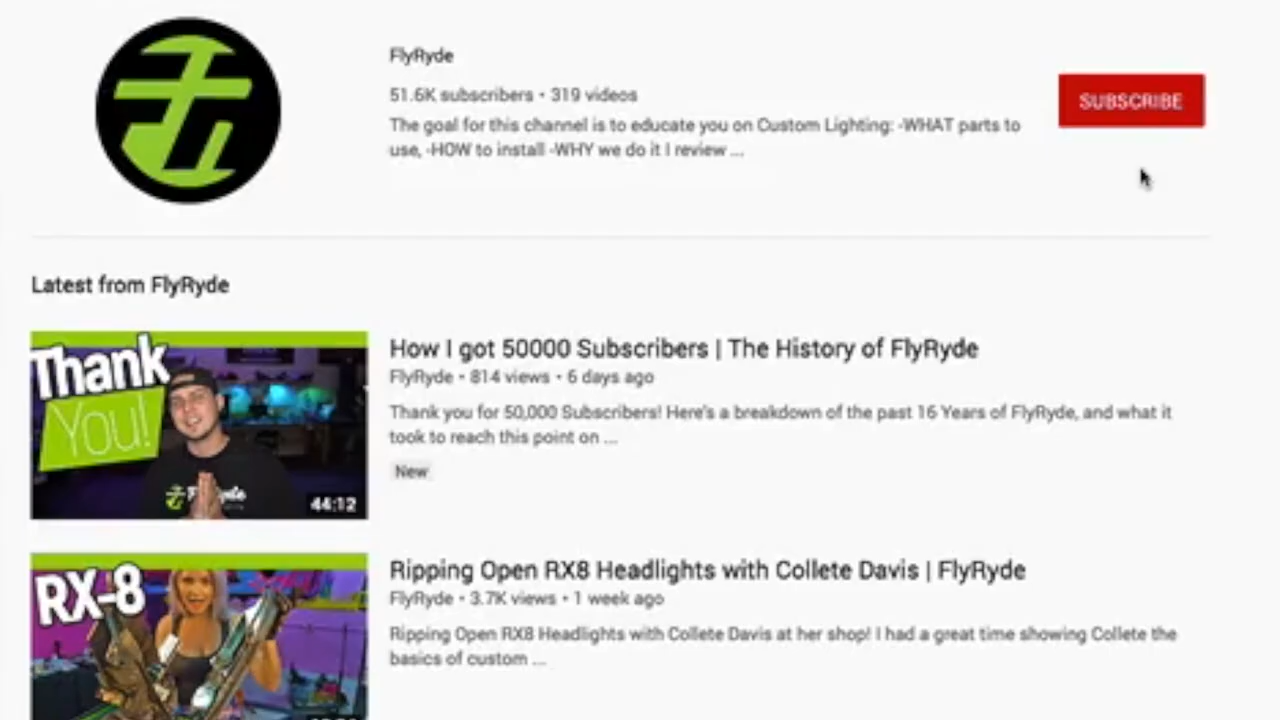 FlyRyde
51.6K subscribers • 319 videos
SUBSCRIBE
The goal for this channel is to educate you on Custom Lighting: -WHAT parts to
use, -HOW to install -WHY we do it I review ...
Latest from FlyRyde
Thank
You!
44:12
How I got 50000 Subscribers | The History of FlyRyde
FlyRyde • 814 views • 6 days ago
Thank you for 50,000 Subscribers! Here's a breakdown of the past 16 Years of FlyRyde, and what it
took to reach this point on ...
New
RX-8
Ripping Open RX8 Headlights with Collete Davis | FlyRyde
FlyRyde • 3.7K views • 1 week ago
Ripping Open RX8 Headlights with Collete Davis at her shop! I had a great time showing Collete the
basics of custom ...